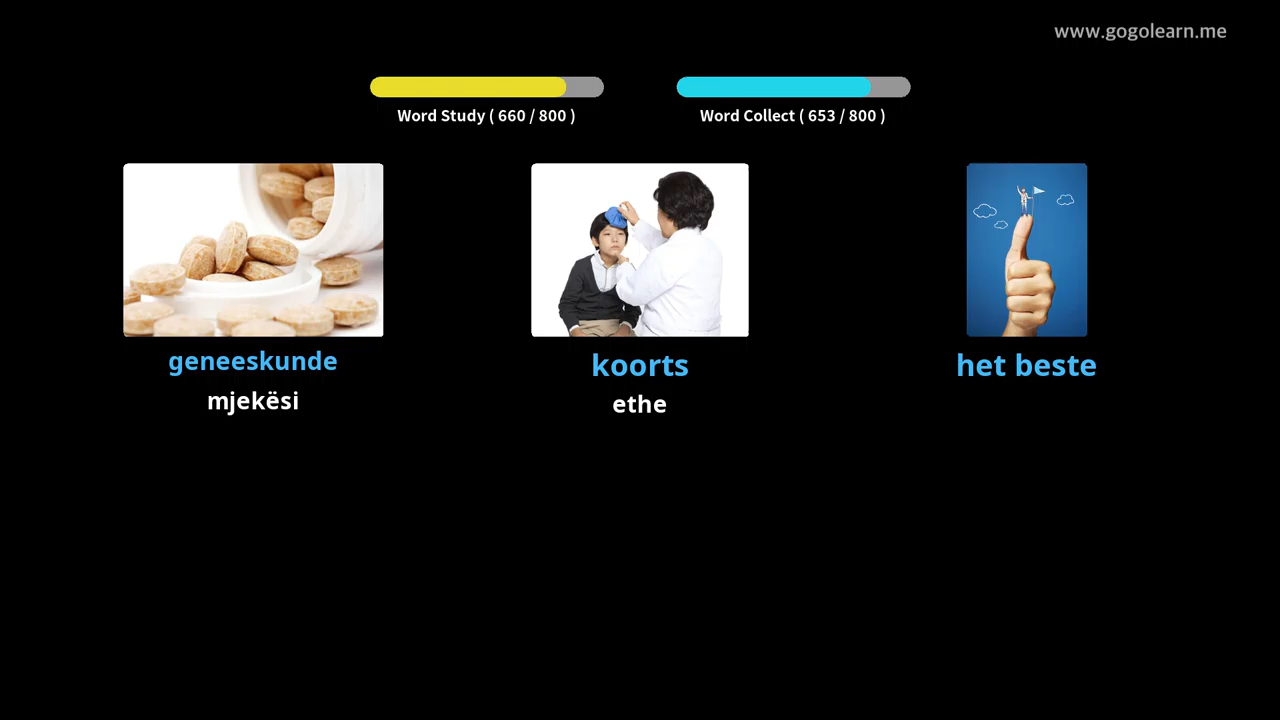 www.gogolearn.me
Word Study ( 660 / 800 )
Word Collect ( 653 / 800 )
geneeskunde
mjekësi
koorts
ethe
het beste